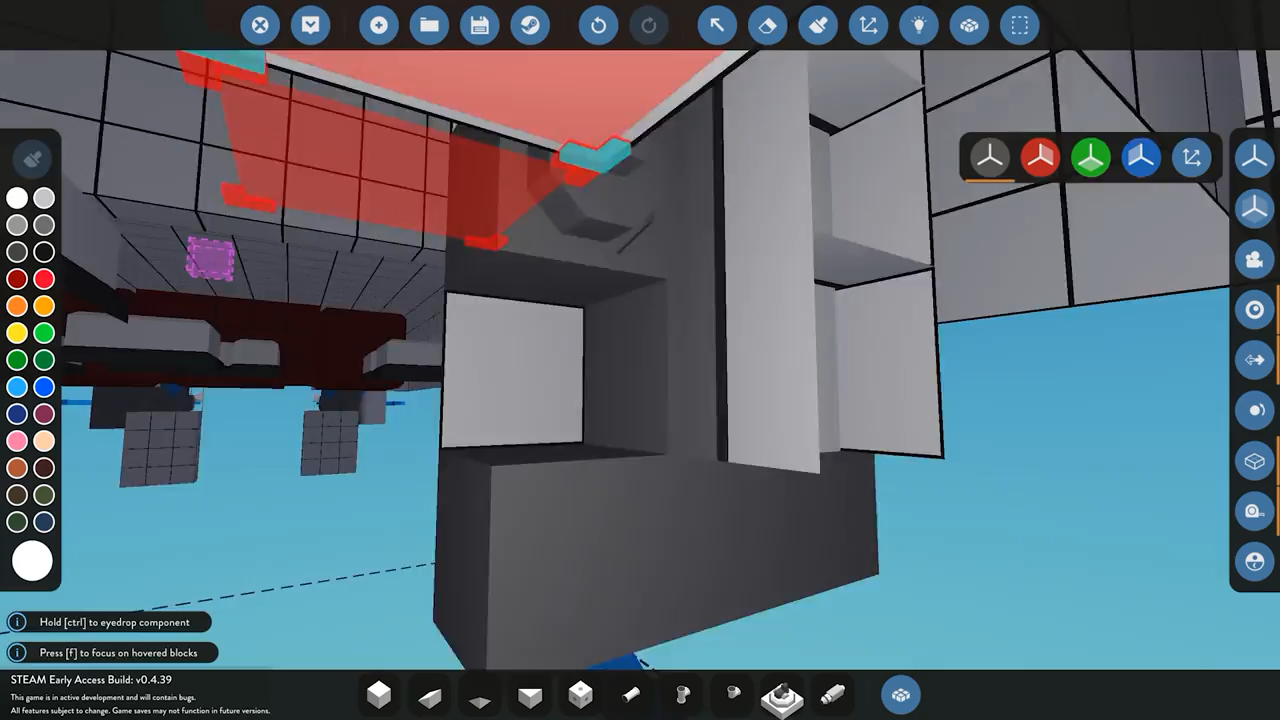 Hold [ctrl] to eyedrop component
Press [f] to focus on hovered blocks
STEAM Early Access Build: v0.4.39
This game is in active development and will contain bugs.
All features subject to change. Game saves may not function in future versions.